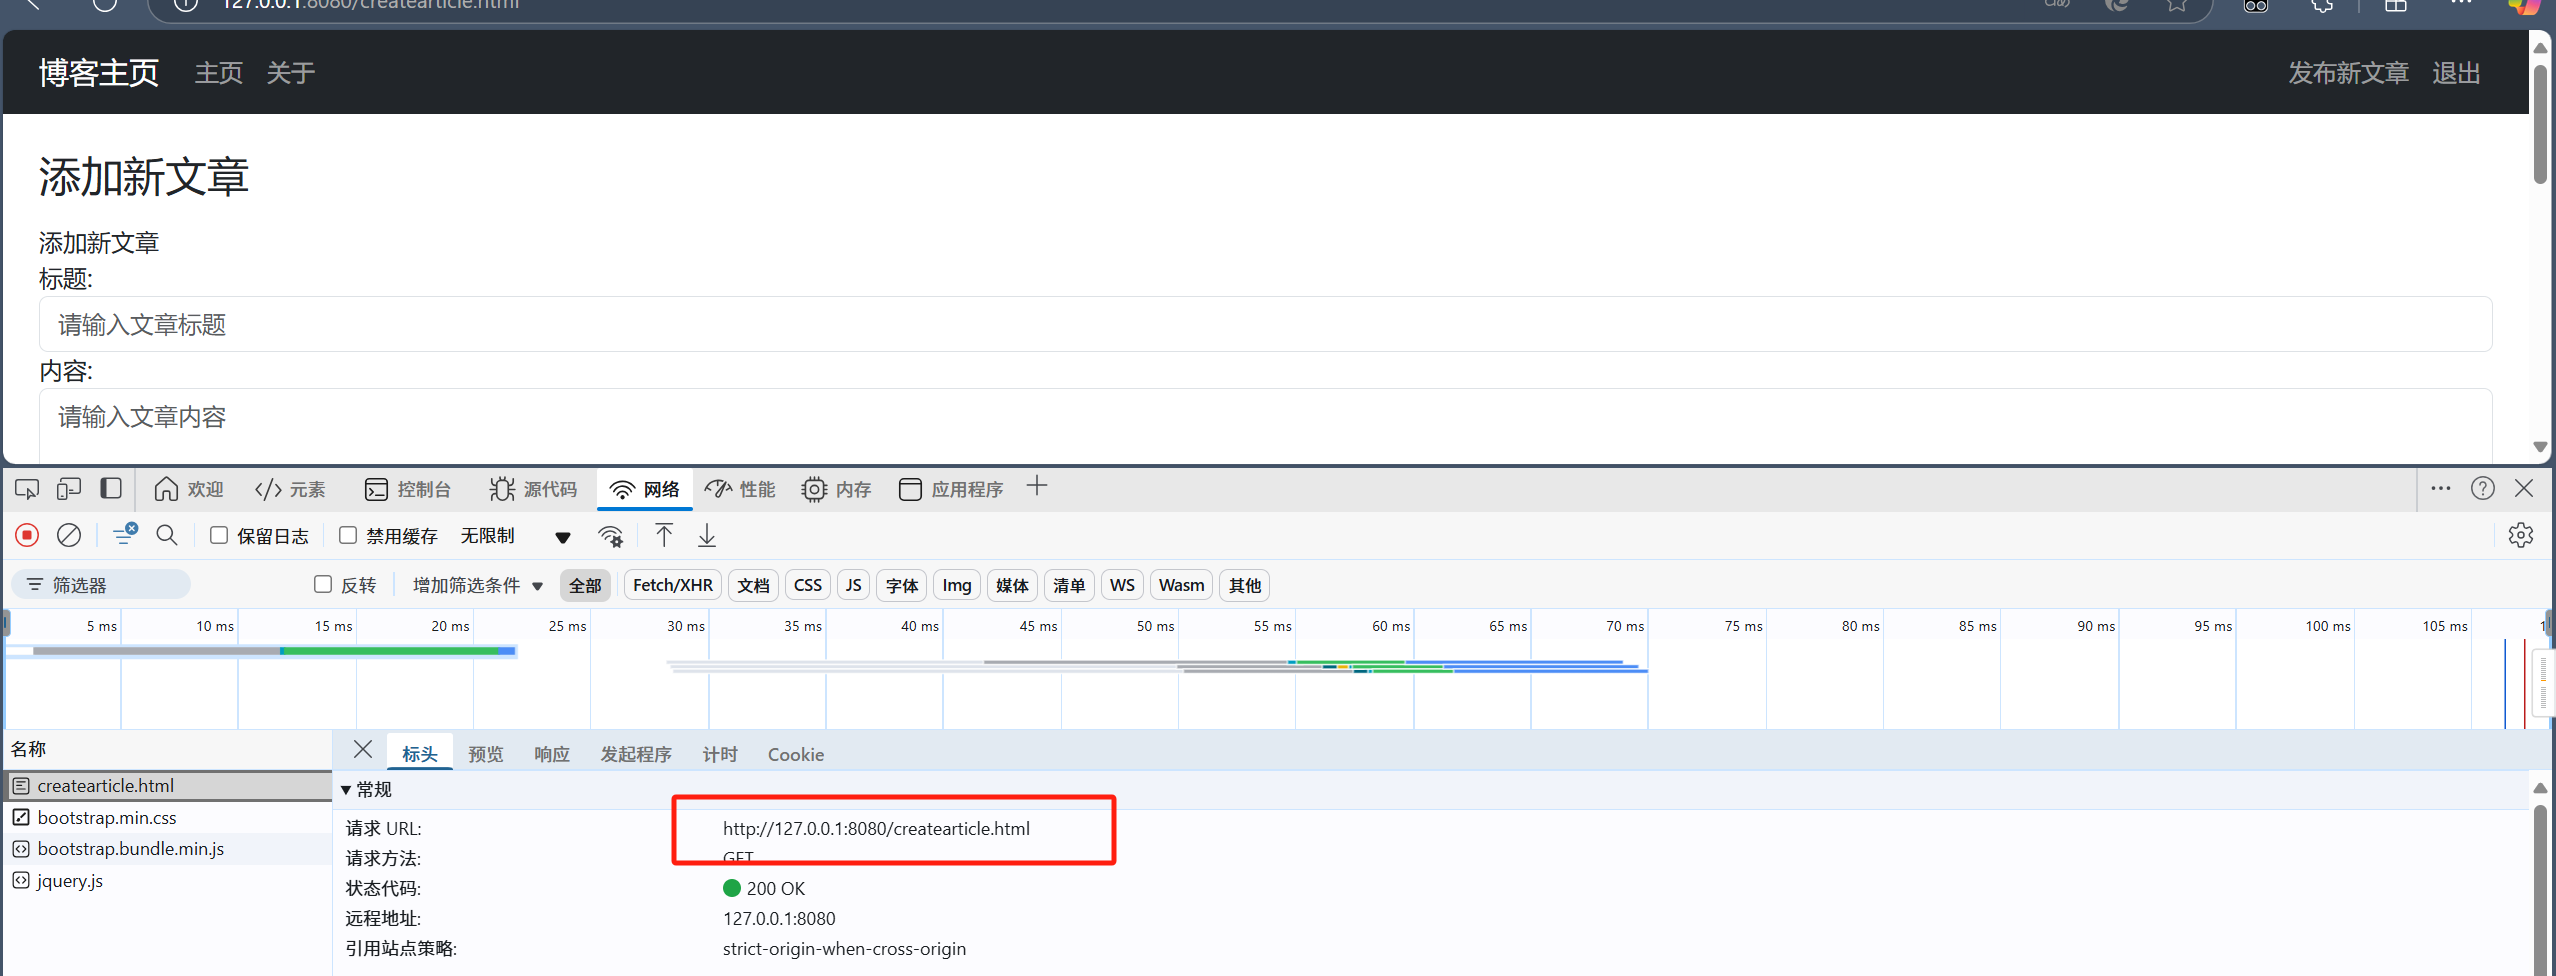 127.0.0.1:8080/createarticle.html
博客主页 主页 关于 发布新文章 退出
添加新文章
添加新文章
标题:
请输入文章标题
内容:
请输入文章内容
欢迎 元素 控制台 源代码 网络 性能 内存 应用程序
保留日志 禁用缓存 无限制
筛选器 反转 增加筛选条件 全部 Fetch/XHR 文档 CSS JS 字体 Img 媒体 清单 WS Wasm 其他
5 ms 10 ms 15 ms 20 ms 25 ms 30 ms 35 ms 40 ms 45 ms 50 ms 55 ms 60 ms 65 ms 70 ms 75 ms 80 ms 85 ms 90 ms 95 ms 100 ms 105 ms
名称 标头 预览 响应 发起程序 计时 Cookie
createarticle.html
bootstrap.min.css
bootstrap.bundle.min.js
jquery.js
常规
请求 URL: http://127.0.0.1:8080/createarticle.html
请求方法: GET
状态代码: 200 OK
远程地址: 127.0.0.1:8080
引用站点策略: strict-origin-when-cross-origin